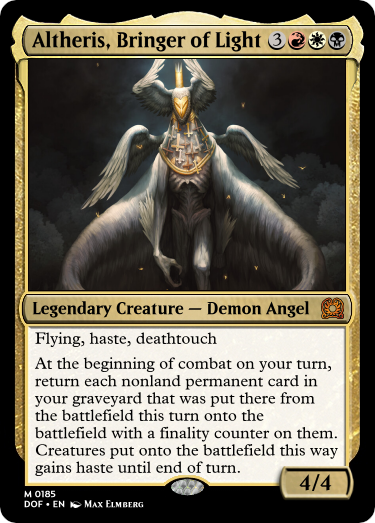 Altheris, Bringer of Light 3
Legendary Creature — Demon Angel
Flying, haste, deathtouch
At the beginning of combat on your turn,
return each nonland permanent card in
your graveyard that was put there from
the battlefield this turn onto the
battlefield with a finality counter on them.
Creatures put onto the battlefield this way
gains haste until end of turn.
4/4
M 0185
DOF • EN Max Elmberg